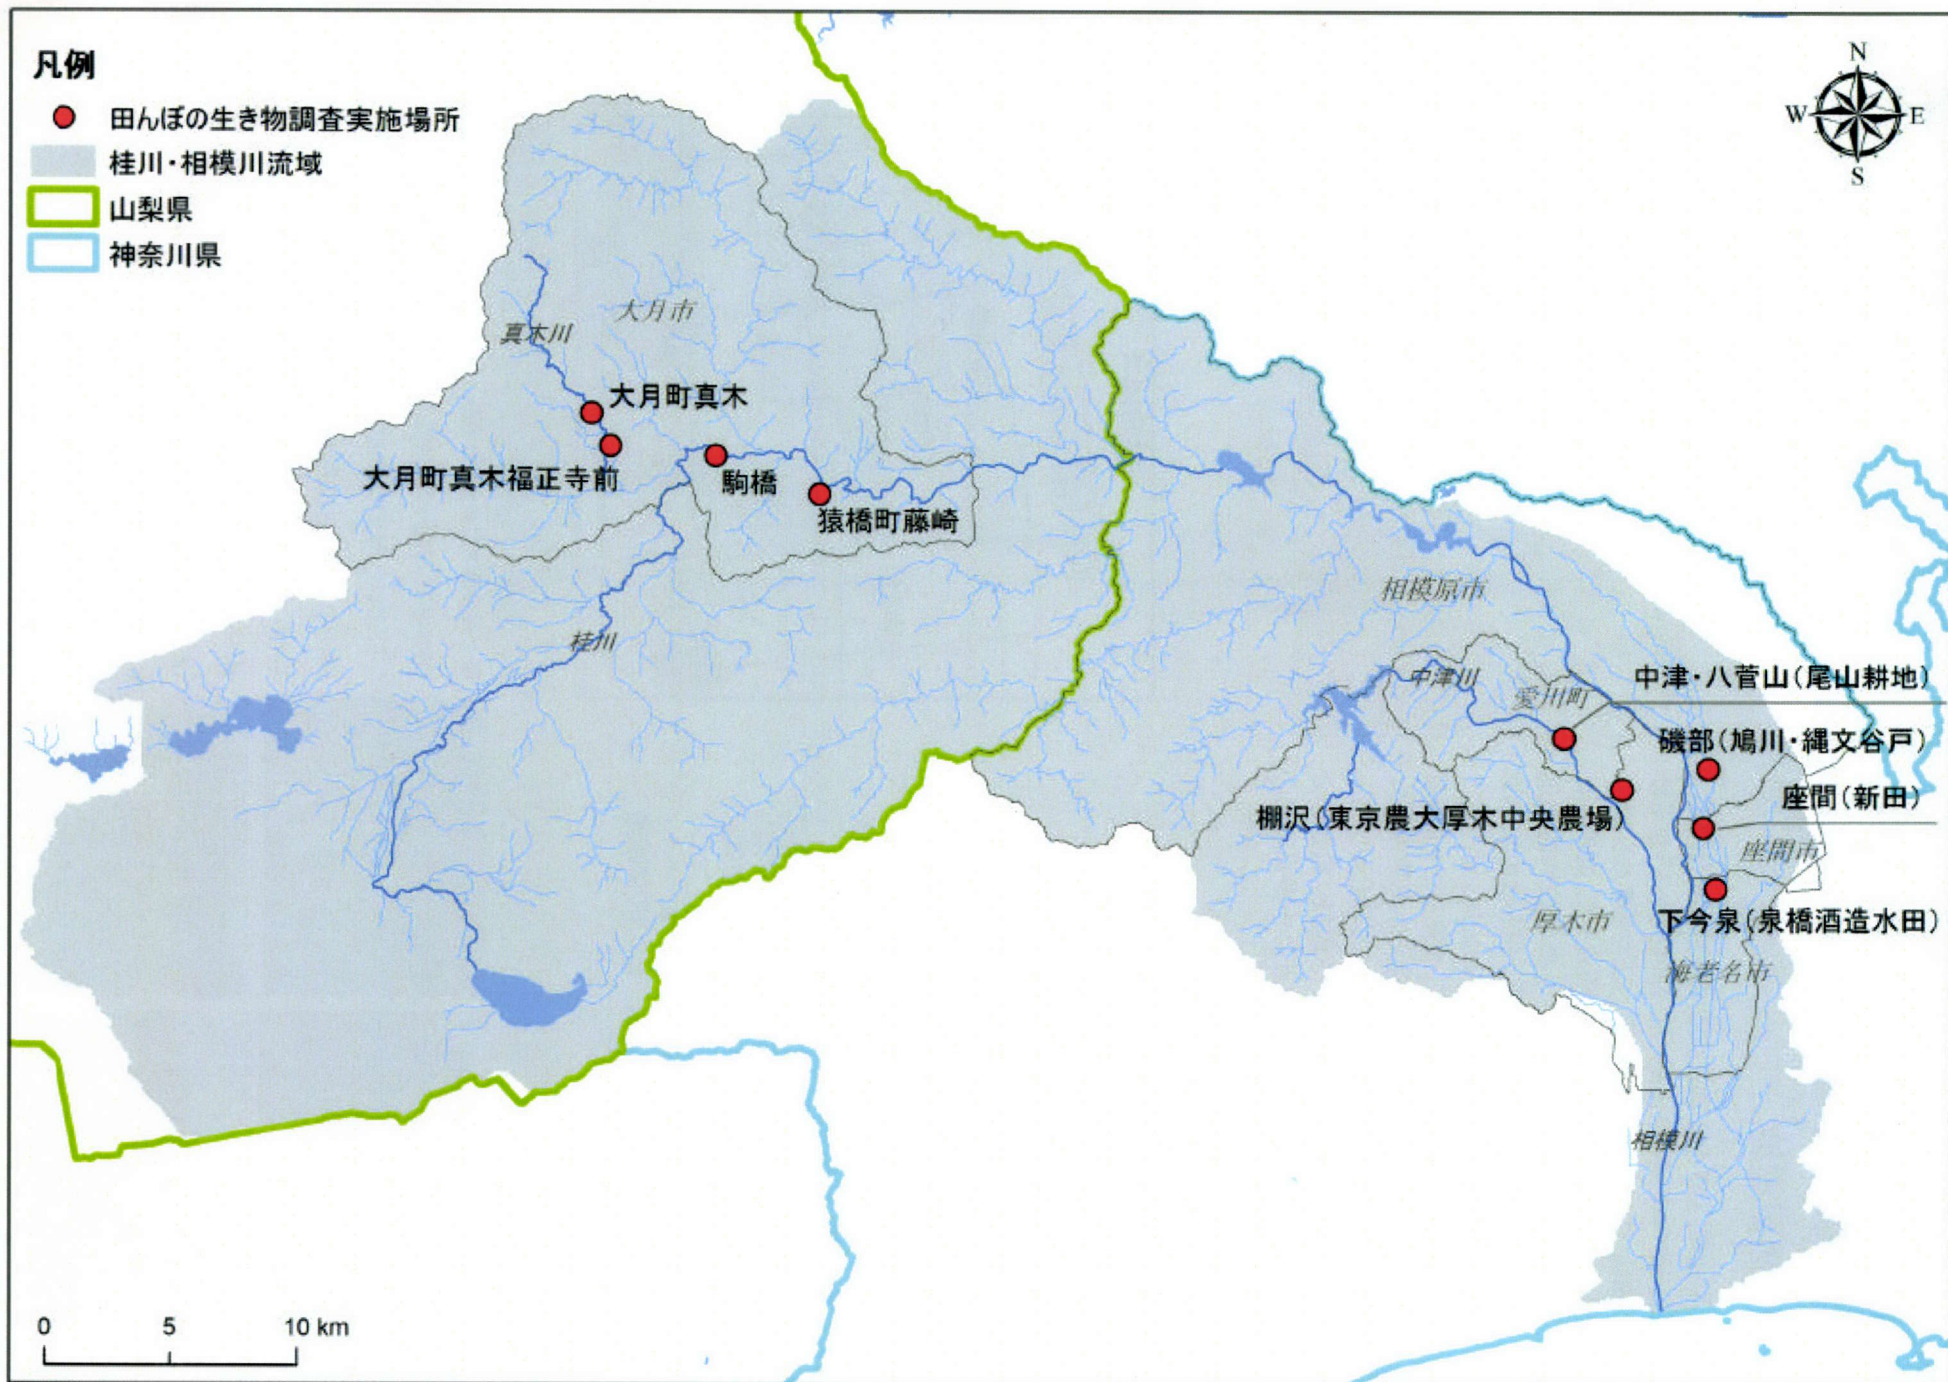 凡例
田んぼの生き物調査実施場所
桂川・相模川流域
山梨県
神奈川県
N
W
E
S
大月市
真木川
大月町真木
大月町真木福正寺前
駒橋
猿橋町藤崎
桂川
相模原市
中津川
愛川町
中津・八菅山(尾山耕地)
磯部(鳩川・縄文谷戸)
座間(新田)
棚沢(東京農大厚木中央農場)
座間市
厚木市
下今泉(泉橋酒造水田)
海老名市
相模川
0 5 10 km